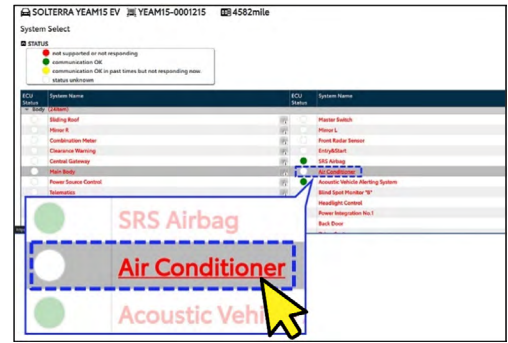 SOLTERRA YEAM15 EV YEAM15-0001215 4582mile
System Select
STATUS
not supported or not responding
communication OK
communication OK in past times but not responding now.
status unknown
ECU Status System Name ECU Status System Name
Body (24item)
Sliding Roof Master Switch
Mirror R Mirror L
Combination Meter Front Radar Sensor
Clearance Warning Entry&Start
Central Gateway SRS Airbag
Main Body Air Conditioner
Power Source Control Acoustic Vehicle Alerting System
Telematics Blind Spot Monitor "B"
Headlight Control
Power Integration No.1
Back Door
SRS Airbag
Air Conditioner
Acoustic Vehi